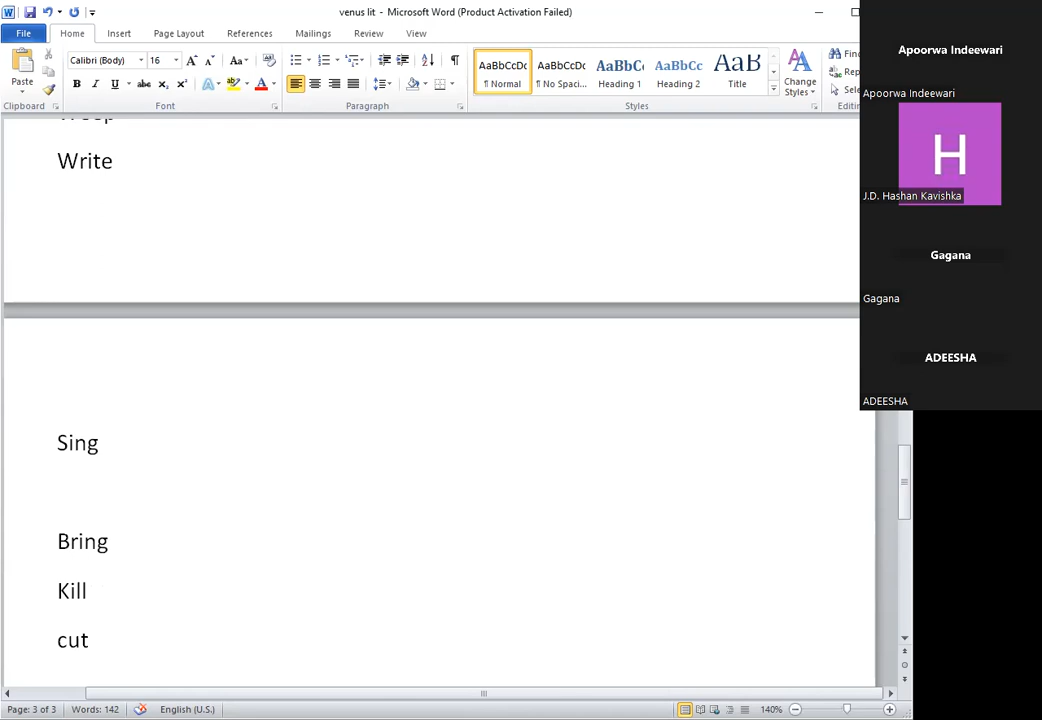 venus lit - Microsoft Word (Product Activation Failed)
File Home Insert Page Layout References Mailings Review View
Paste
Calibri (Body) 16
AaBbCcDc AaBbCcDc AaBbCc AaBbCc AaB
¶ Normal ¶ No Spaci... Heading 1 Heading 2 Title
Change
Styles
Clipboard Font Paragraph Styles
Write
Sing
Bring
Kill
cut
Page: 3 of 3 Words: 142 English (U.S.) 140%
Apoorwa Indeewari
Apoorwa Indeewari
H
J.D. Hashan Kavishka
Gagana
Gagana
ADEESHA
ADEESHA